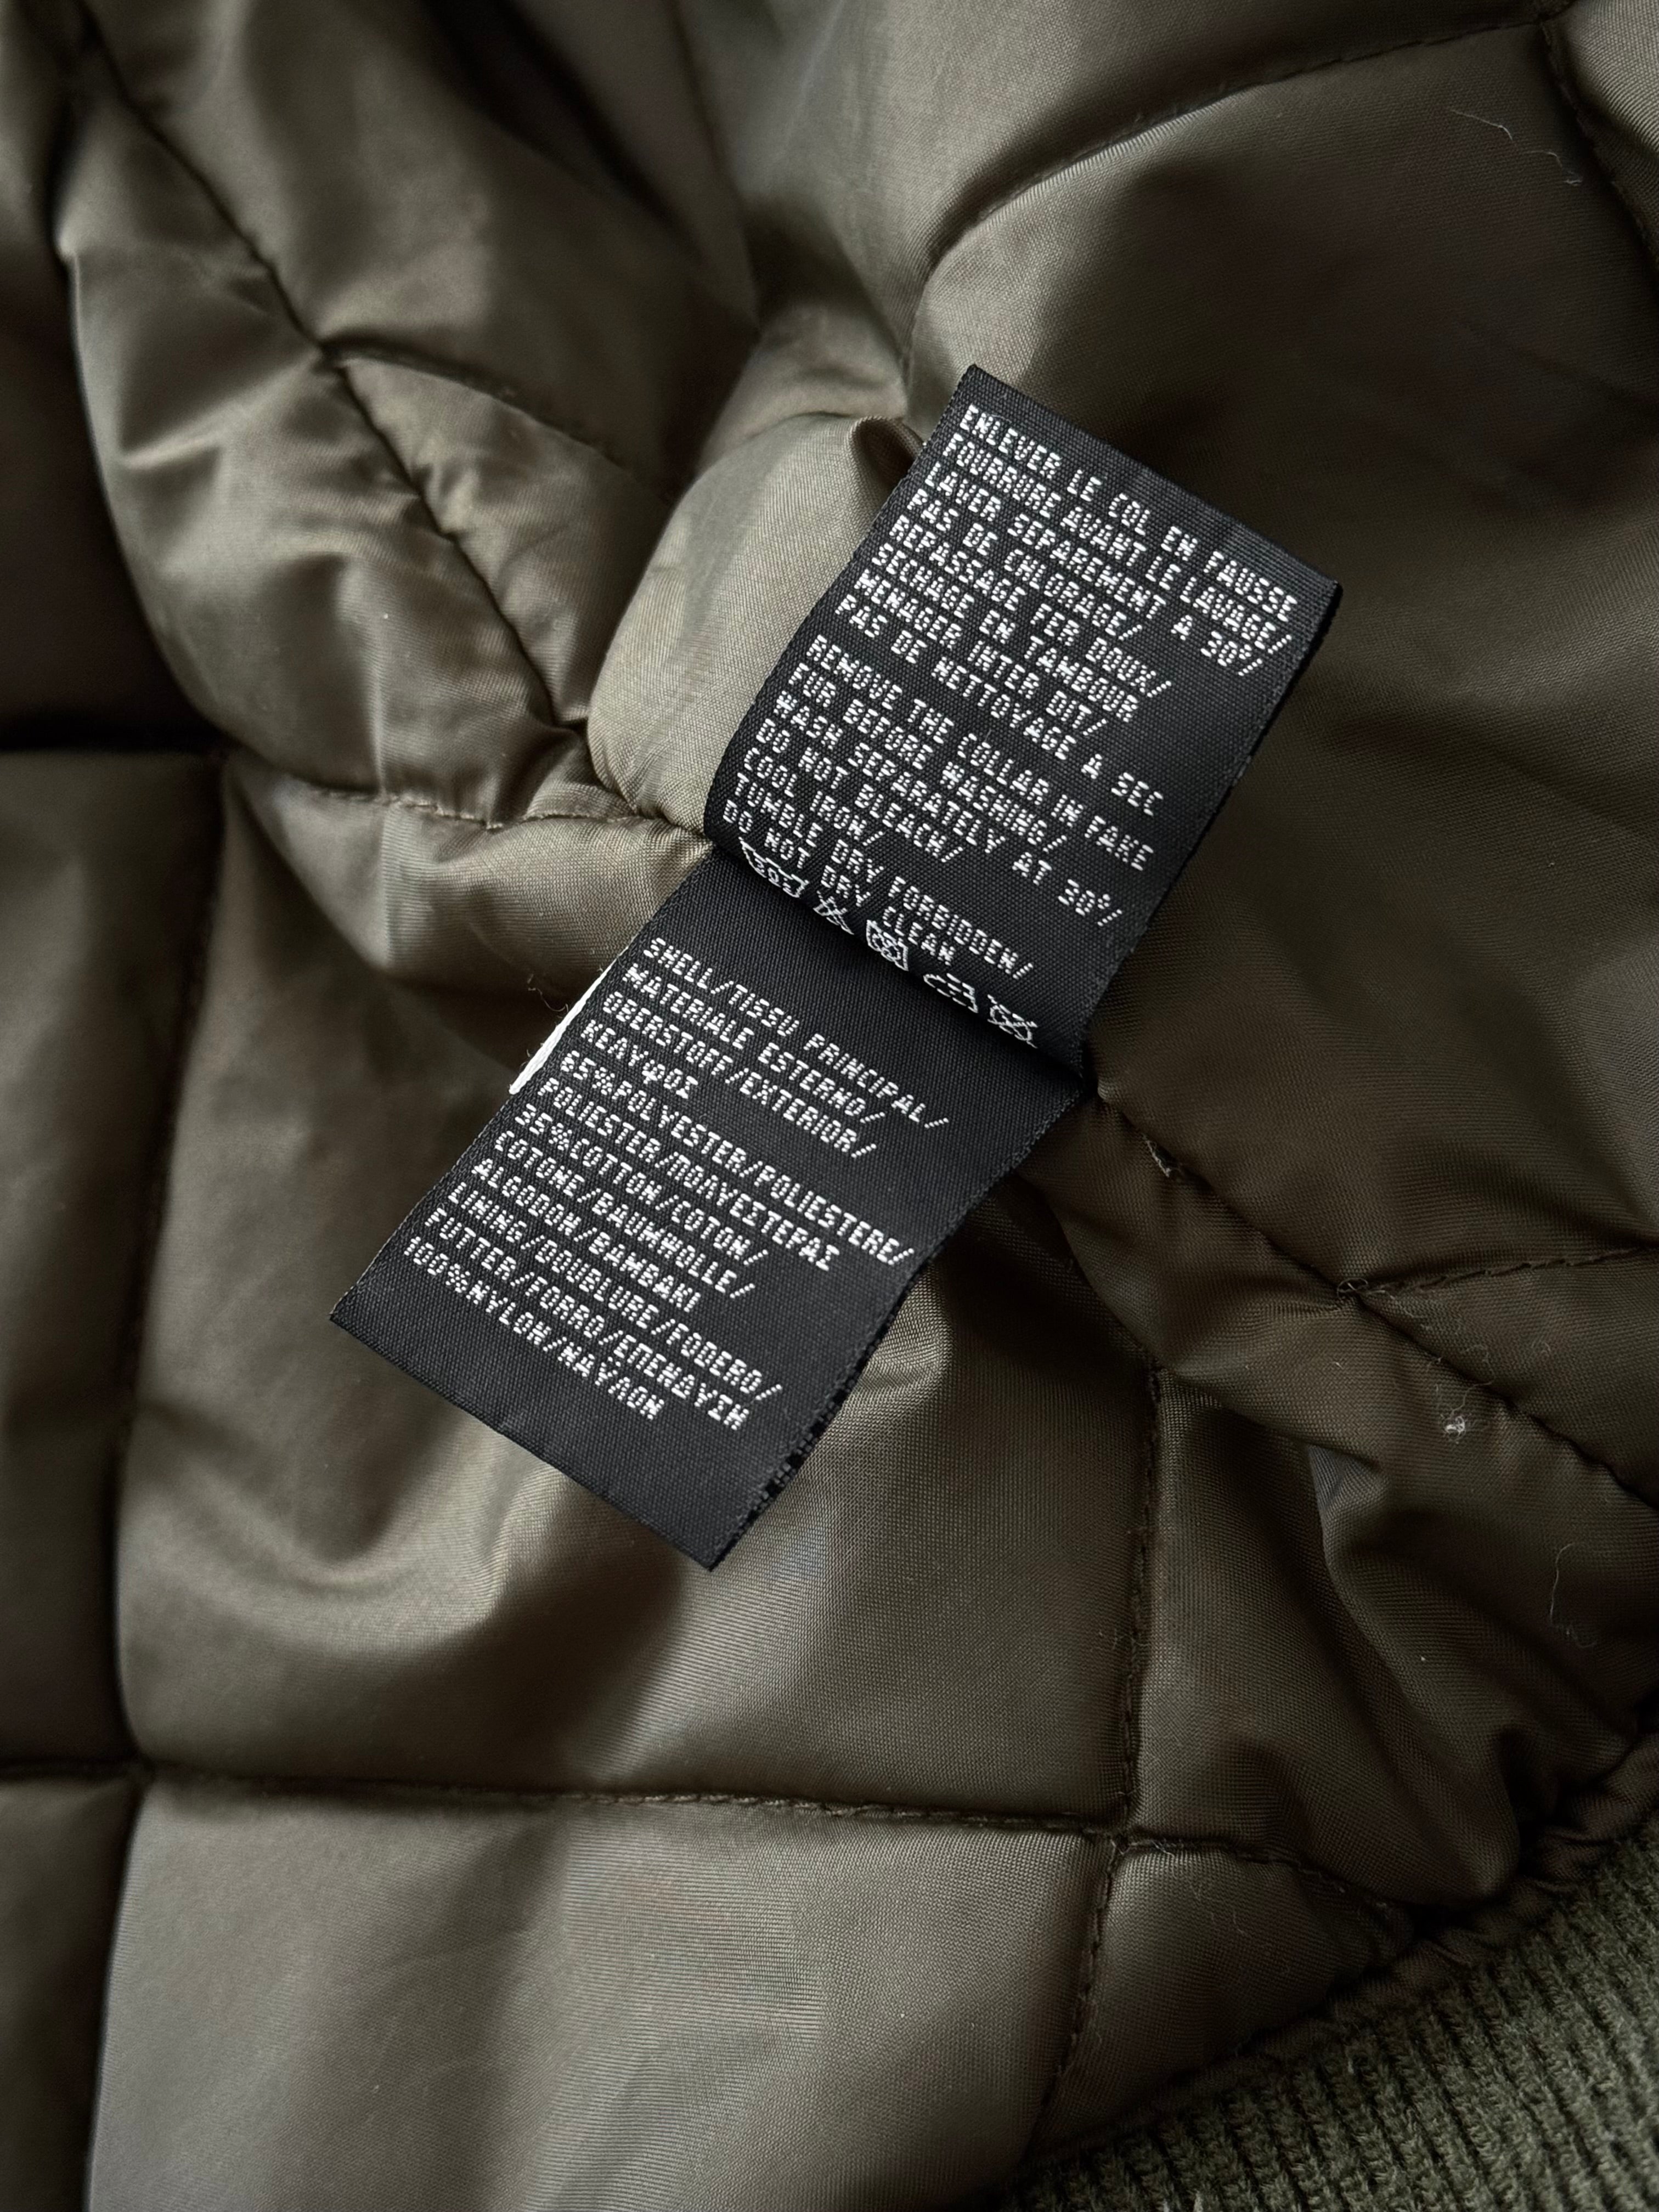 ENLEVER LE COL EN FAUSSE
FOURRURE AVANT LE LAVAGE/
LAVER SEPAREMENT A 30°/
PAS DE CHLORAGE/
REPASSAGE FER DOUX/
SECHAGE EN TAMBOUR
MENAGER INTER DIT/
PAS DE NETTOYAGE A SEC
REMOVE THE COLLAR IN FAKE
FUR BEFORE WASHING/
WASH SEPARATELY AT 30°/
DO NOT BLEACH/
COOL IRON/
TUMBLE DRY FORBIDDEN/
DO NOT DRY CLEAN
SHELL/TISSU PRINCIPAL/
MATERIALE ESTERNO/
OBERSTOFF/EXTERIOR/
ΚΕΛΥφΟΣ
65%POLYESTER/POLIESTERE/
POLIESTER/ΠΟΛΥΕΣΤΕΡΑΣ
35%COTTON/COTON/
COTONE/BAUMWOLLE/
ALGODON/BAMBAKI
LINING/DOUBLURE/FODERO/
FUTTER/FORRO/ΕΠΕΝΔΥΣΗ
100%NYLON/ΝΑΥΛΟΝ